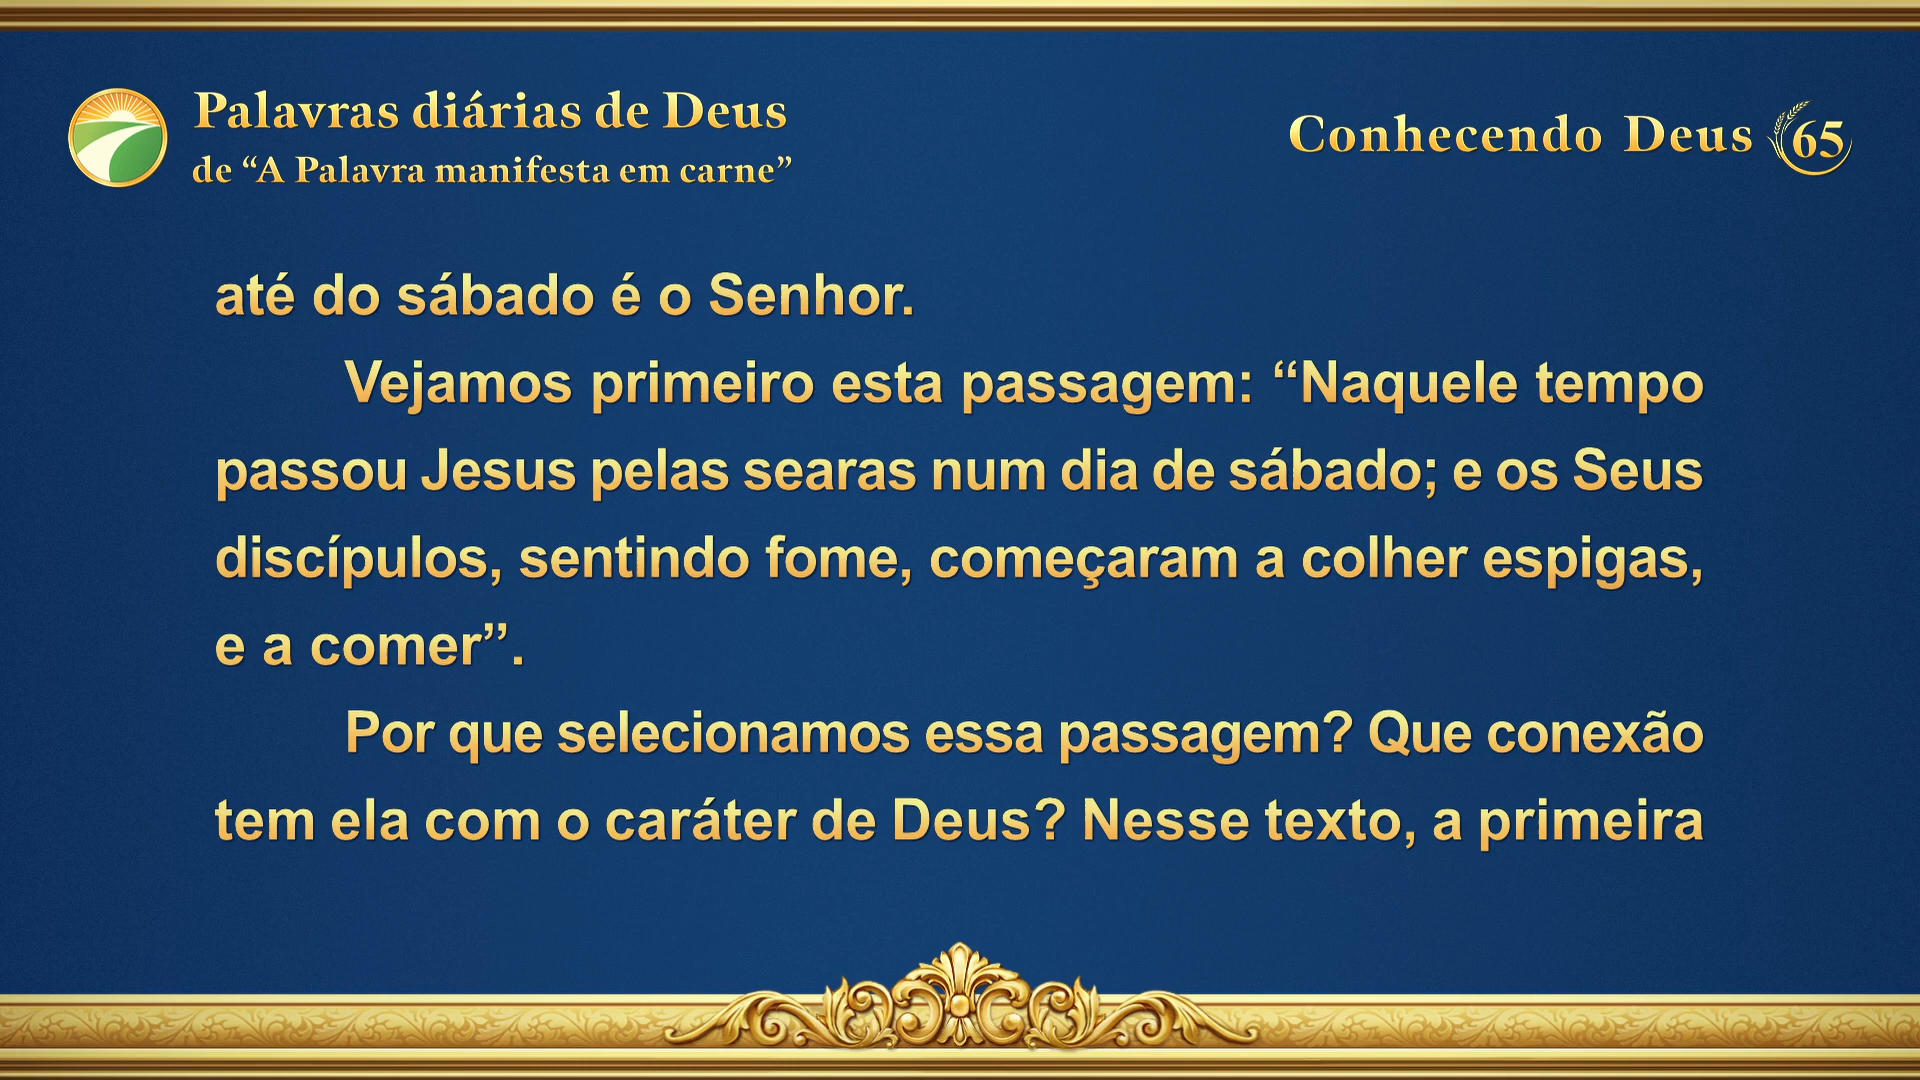 Palavras diárias de Deus
de “A Palavra manifesta em carne”
Conhecendo Deus 65
até do sábado é o Senhor.
Vejamos primeiro esta passagem: “Naquele tempo
passou Jesus pelas searas num dia de sábado; e os Seus
discípulos, sentindo fome, começaram a colher espigas,
e a comer”.
Por que selecionamos essa passagem? Que conexão
tem ela com o caráter de Deus? Nesse texto, a primeira